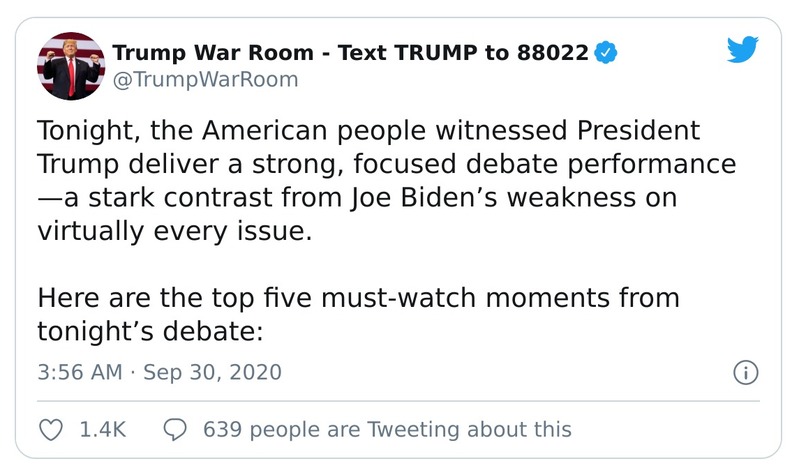 Trump War Room - Text TRUMP to 88022
@TrumpWarRoom
Tonight, the American people witnessed President
Trump deliver a strong, focused debate performance
—a stark contrast from Joe Biden’s weakness on
virtually every issue.
Here are the top five must-watch moments from
tonight’s debate:
3:56 AM · Sep 30, 2020
1.4K 639 people are Tweeting about this